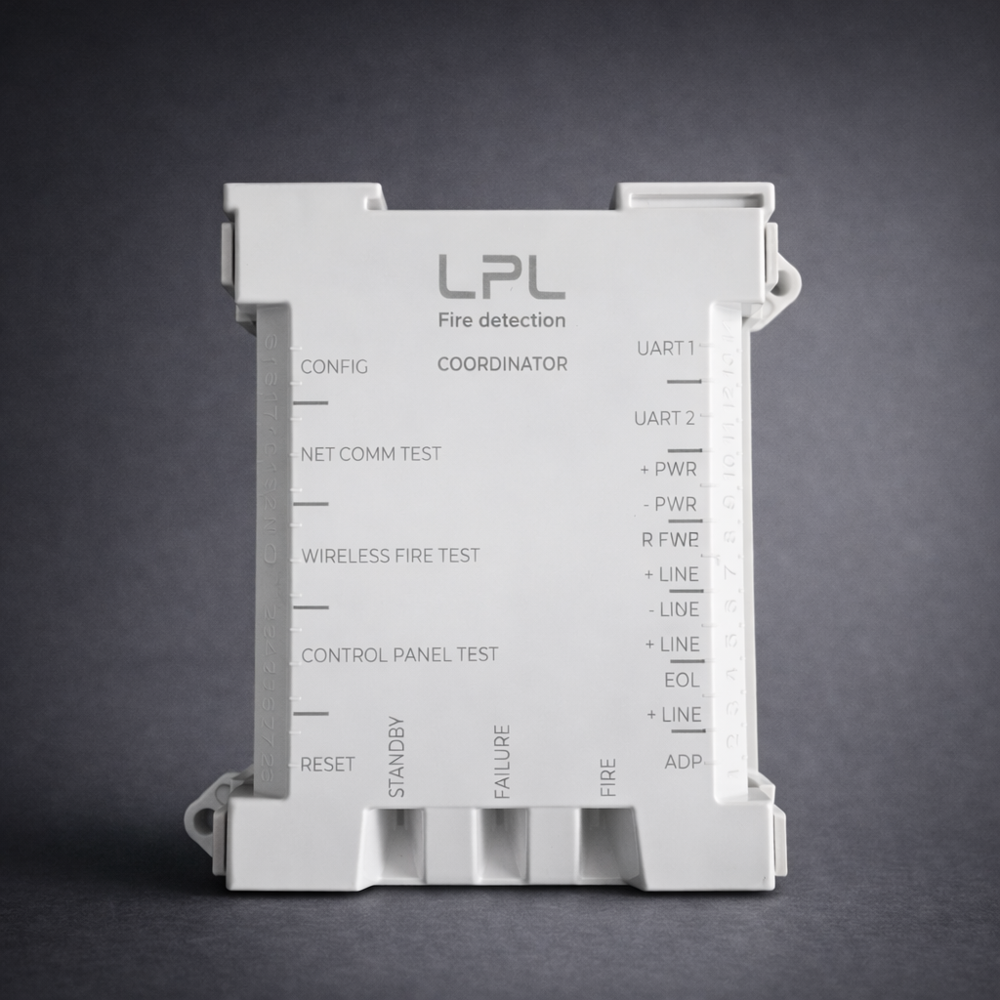 LPL
Fire detection
COORDINATOR
CONFIG
NET COMM TEST
WIRELESS FIRE TEST
CONTROL PANEL TEST
RESET
STANDBY
FAILURE
FIRE
UART 1
UART 2
+ PWR
- PWR
+ LINE
- LINE
+ LINE
EOL
+ LINE
ADP